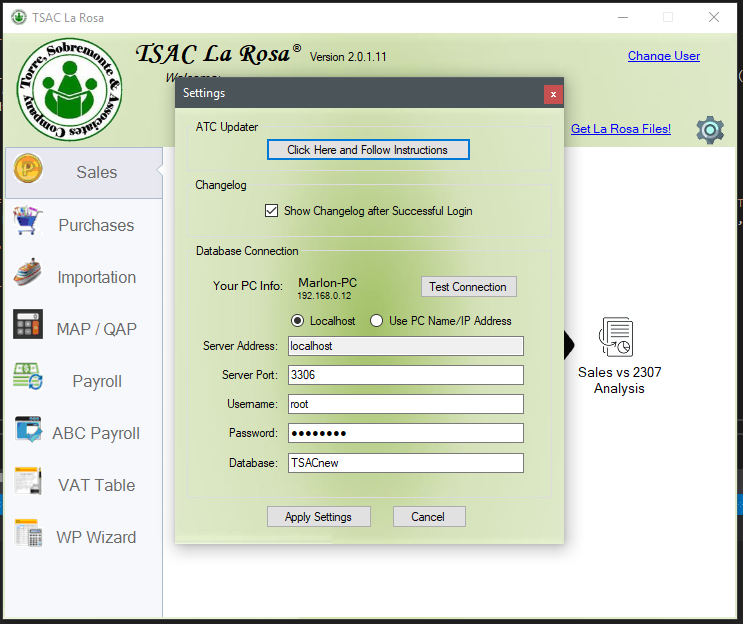 TSAC La Rosa
Torre, Sobremonte & Associates Company
TSAC La Rosa®
Version 2.0.1.11
Change User
Welcome:
Get La Rosa Files!
Sales
Purchases
Importation
MAP / QAP
Payroll
ABC Payroll
VAT Table
WP Wizard
Settings
x
ATC Updater
Click Here and Follow Instructions
Changelog
Show Changelog after Successful Login
Database Connection
Your PC Info:
Marlon-PC
192.168.0.12
Test Connection
Localhost
Use PC Name/IP Address
Server Address:
localhost
Server Port:
3306
Username:
root
Password:
●●●●●●●●
Database:
TSACnew
Apply Settings
Cancel
Sales vs 2307
Analysis